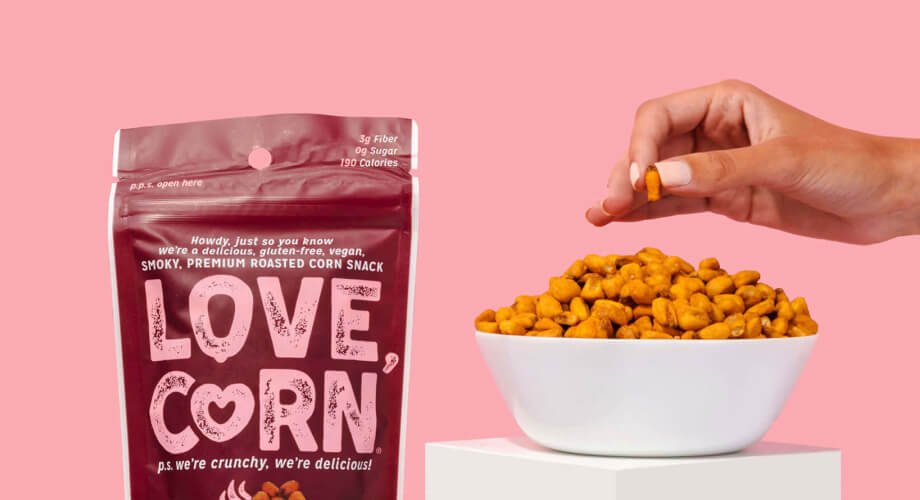 3g Fiber
0g Sugar
190 Calories
p.p.s. open here
Howdy, just so you know
we're a delicious, gluten-free, vegan,
SMOKY, PREMIUM ROASTED CORN SNACK
LOVE,
CORN
®
p.s. we're crunchy, we're delicious!